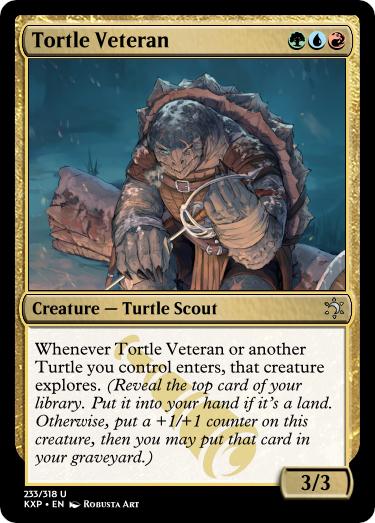 Tortle Veteran
Creature — Turtle Scout
Whenever Tortle Veteran or another
Turtle you control enters, that creature
explores. (Reveal the top card of your
library. Put it into your hand if it's a land.
Otherwise, put a +1/+1 counter on this
creature, then you may put that card in
your graveyard.)
3/3
233/318 U
KXP • EN Robusta Art